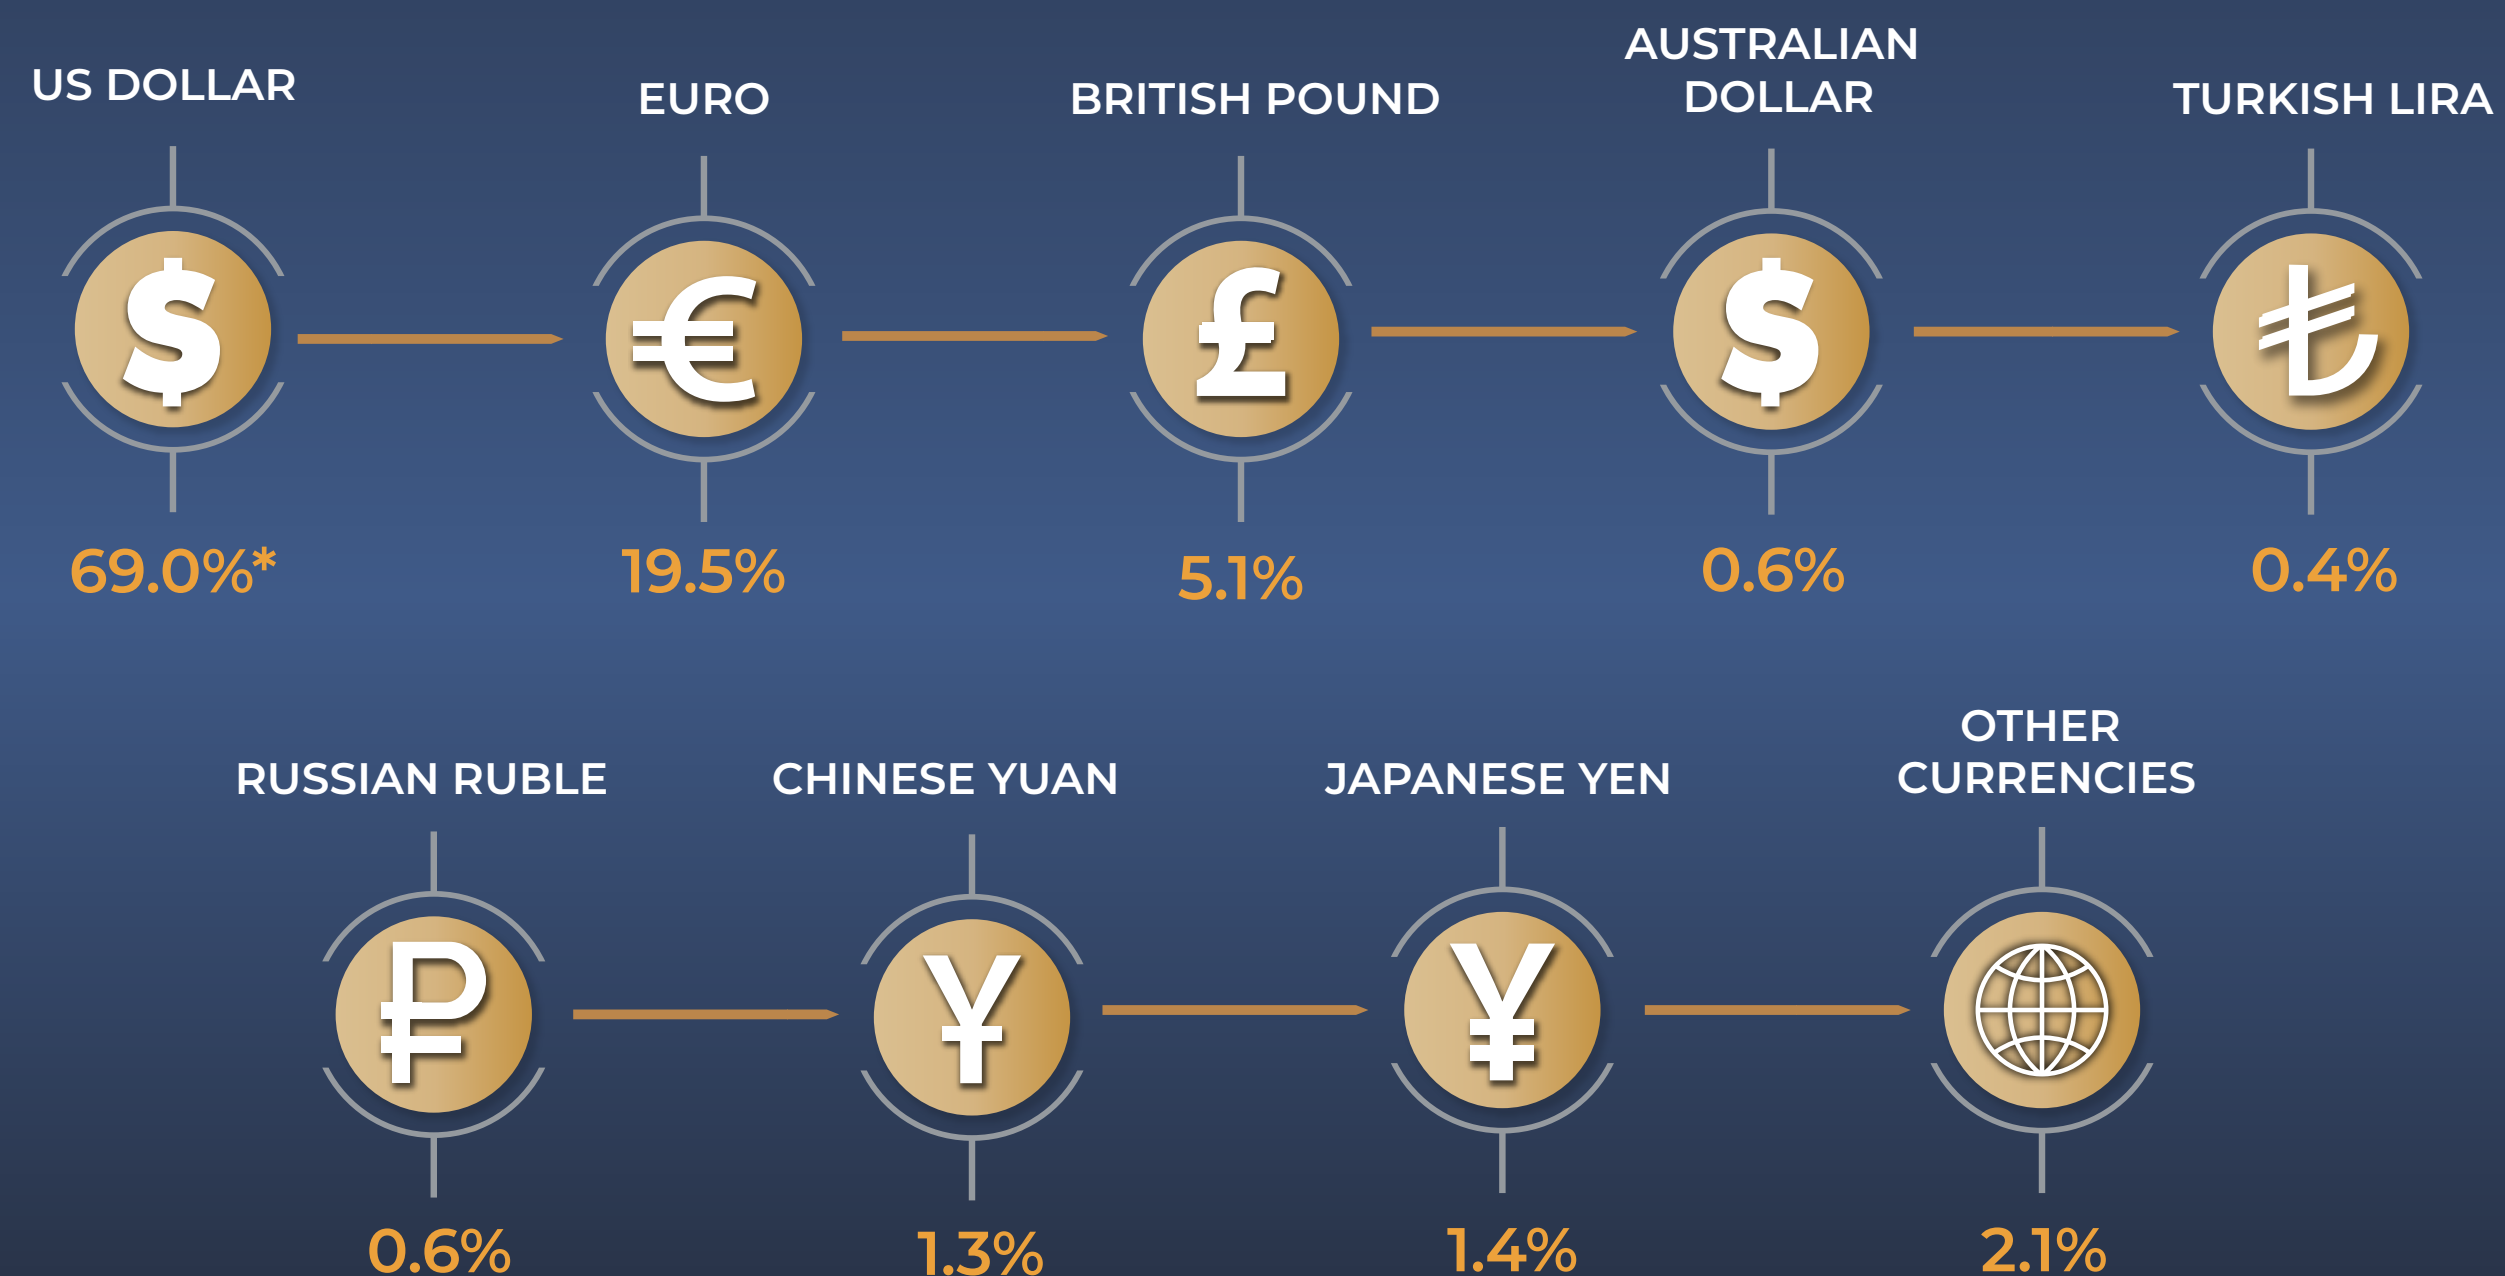 US DOLLAR
EURO
BRITISH POUND
AUSTRALIAN
DOLLAR
TURKISH LIRA
$
€
£
$
₺
69.0%*
19.5%
5.1%
0.6%
0.4%
RUSSIAN RUBLE
CHINESE YUAN
JAPANESE YEN
OTHER
CURRENCIES
₽
Ұ
¥
0.6%
1.3%
1.4%
2.1%